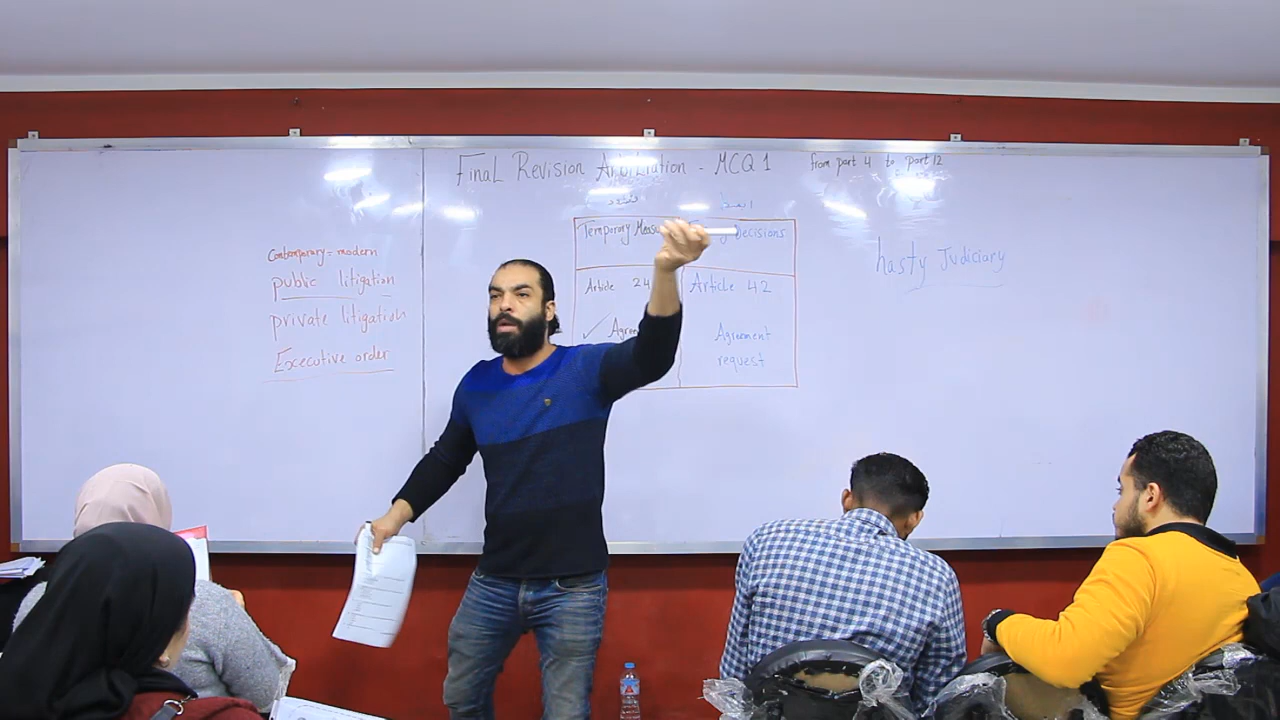 Final Revision Arbitration - MCQ 1 from part 4 to part 12
Contemporary = modern
public litigation
private litigation
Executive order
Temporary Decisions
Article 24 Article 42
✓ Agreement
request
hasty Judiciary